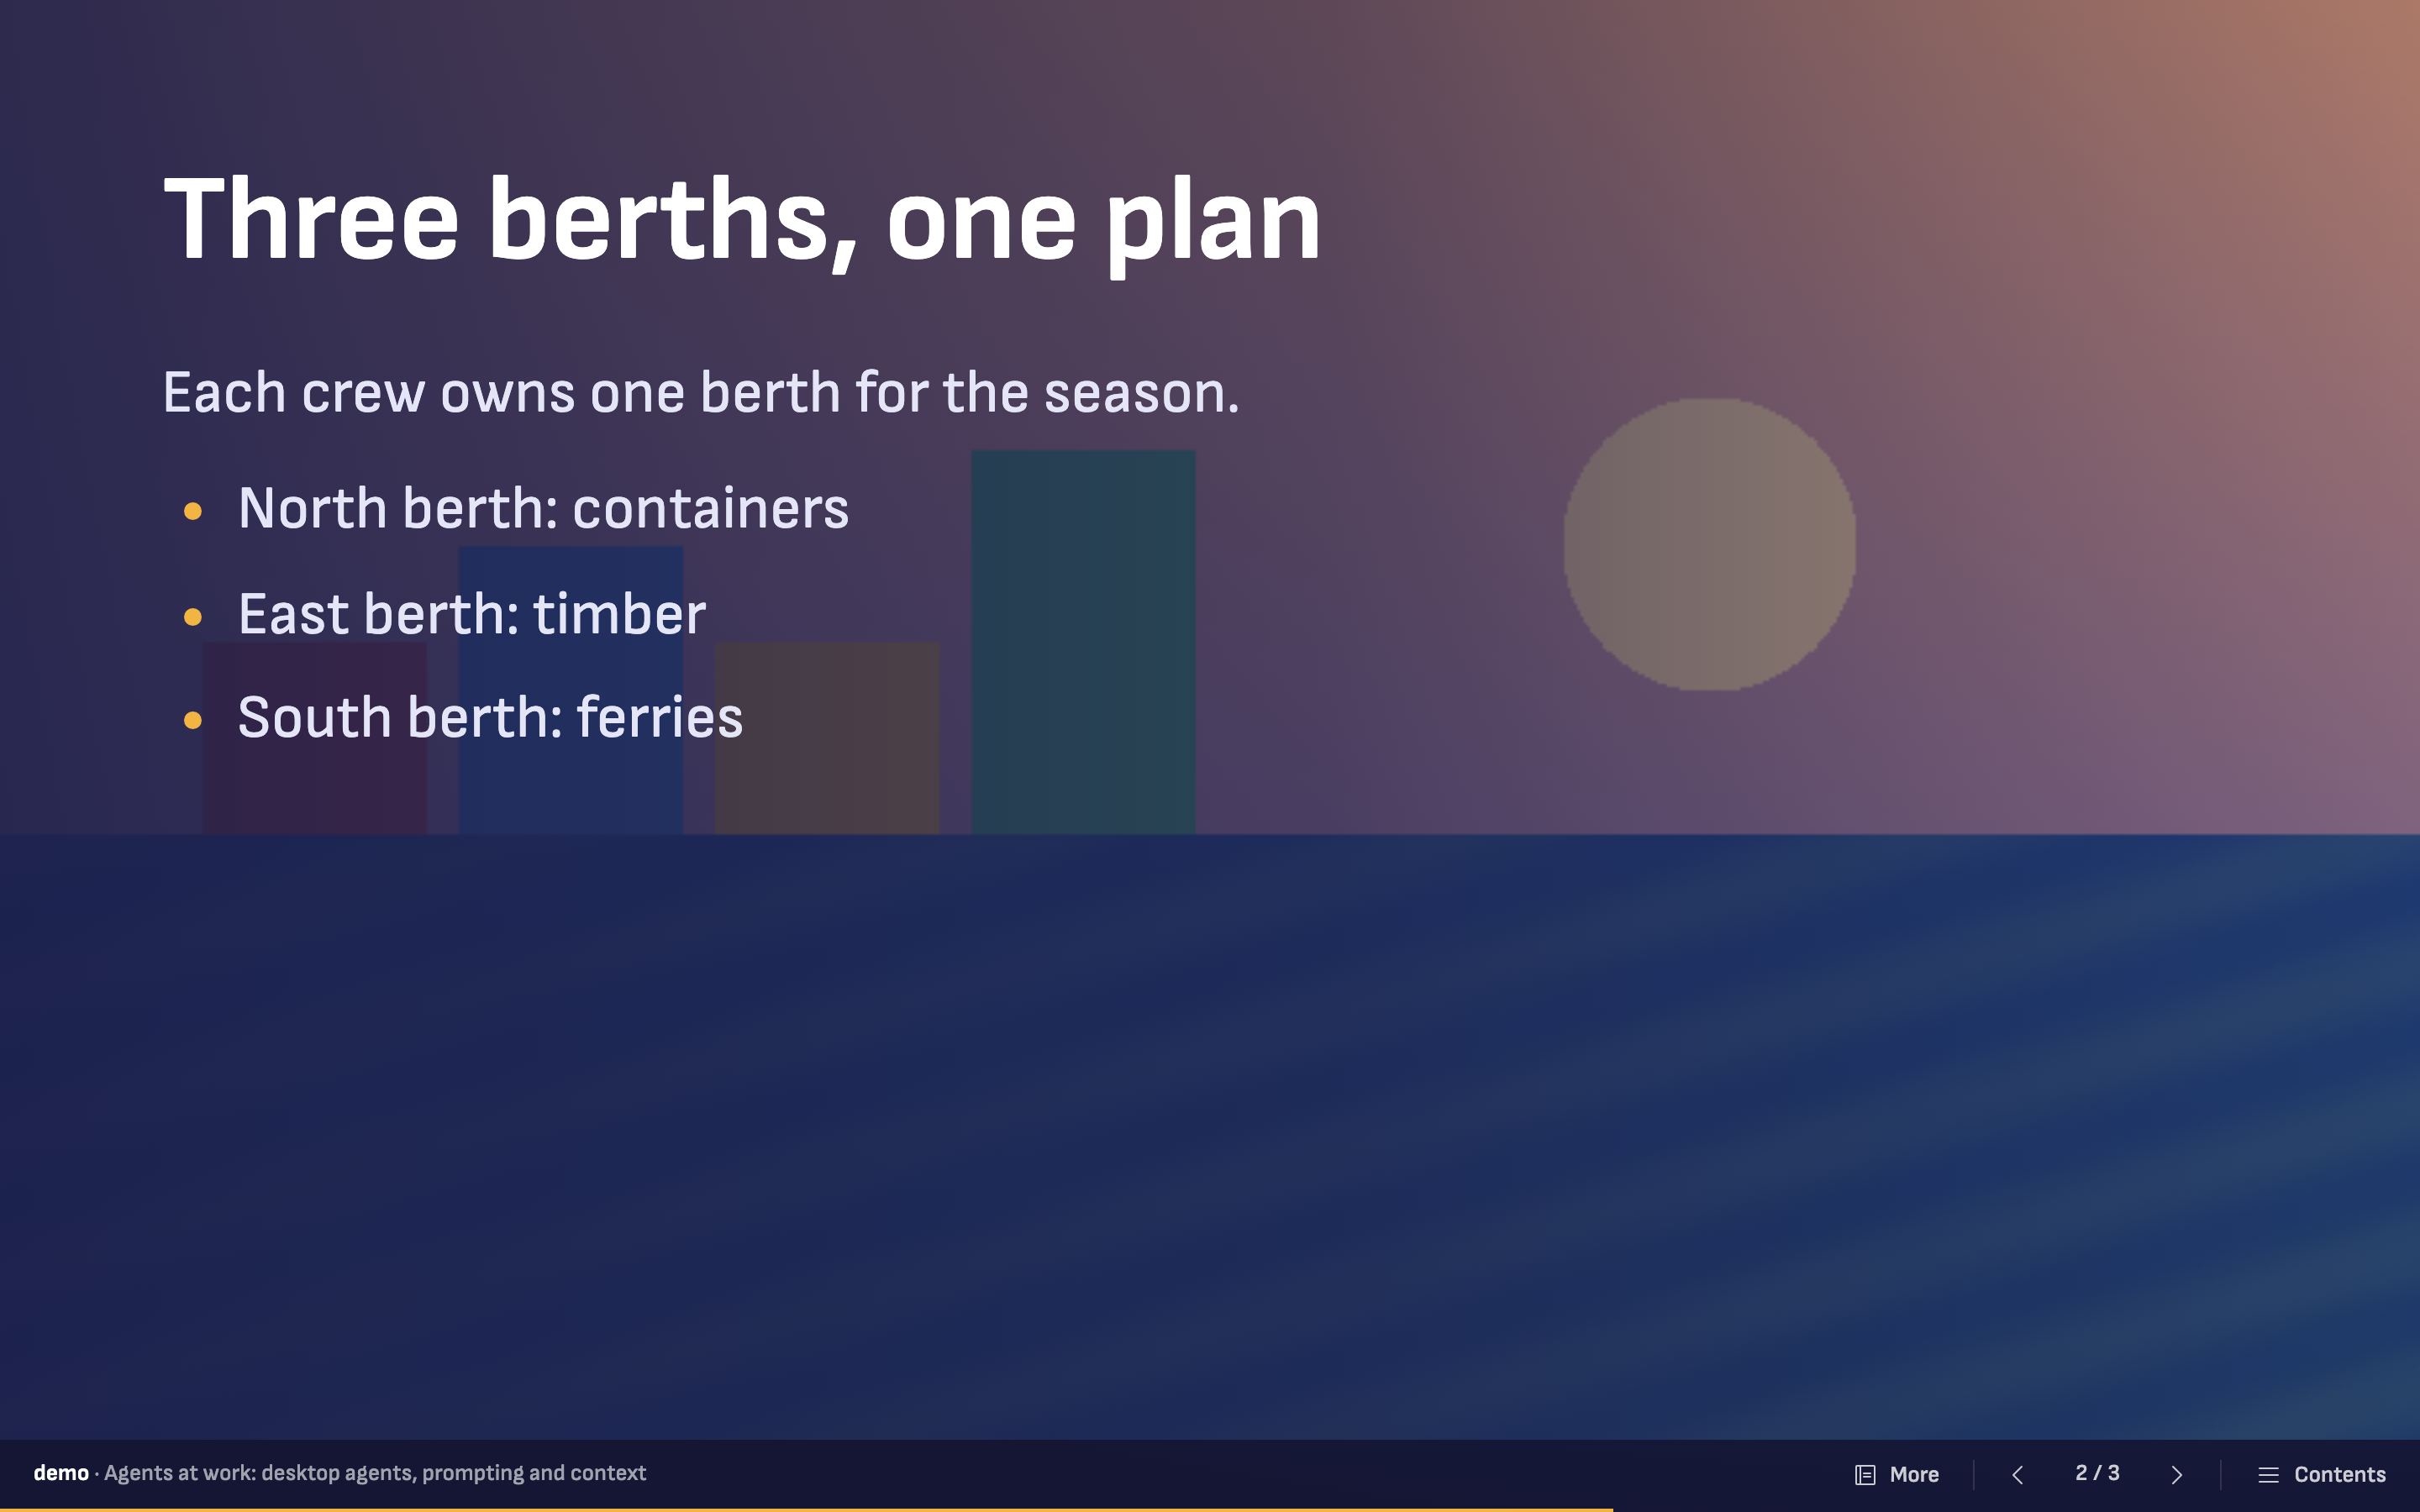 Three berths, one plan
Each crew owns one berth for the season.
North berth: containers
East berth: timber
South berth: ferries
demo · Agents at work: desktop agents, prompting and context
More
2 / 3
Contents